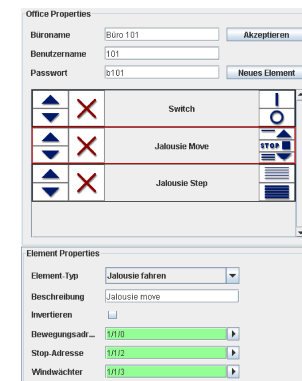 Office Properties
Büroname Büro 101 Akzeptieren
Benutzername 101
Passwort b101 Neues Element
Switch
Jalousie Move STOP
Jalousie Step
Element Properties
Element-Typ Jalousie fahren
Beschreibung Jalousie move
Invertieren
Bewegungsadr... 1/1/0
Stop-Adresse 1/1/2
Windwächter 1/1/3